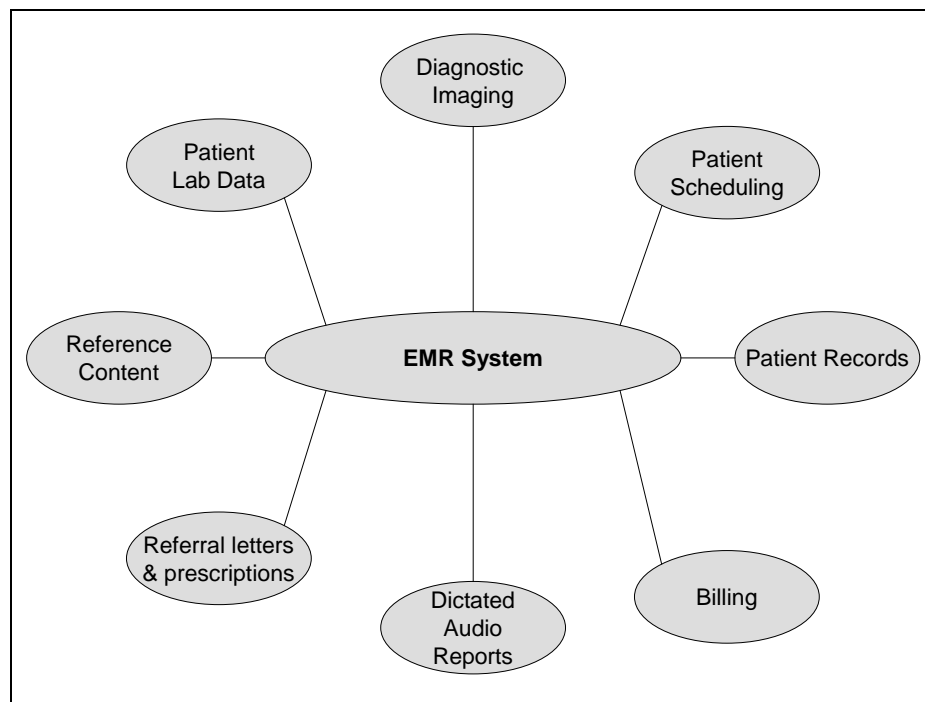 Diagnostic
Imaging
Patient
Lab Data
Patient
Scheduling
Reference
Content
EMR System
Patient Records
Referral letters
& prescriptions
Dictated
Audio
Reports
Billing